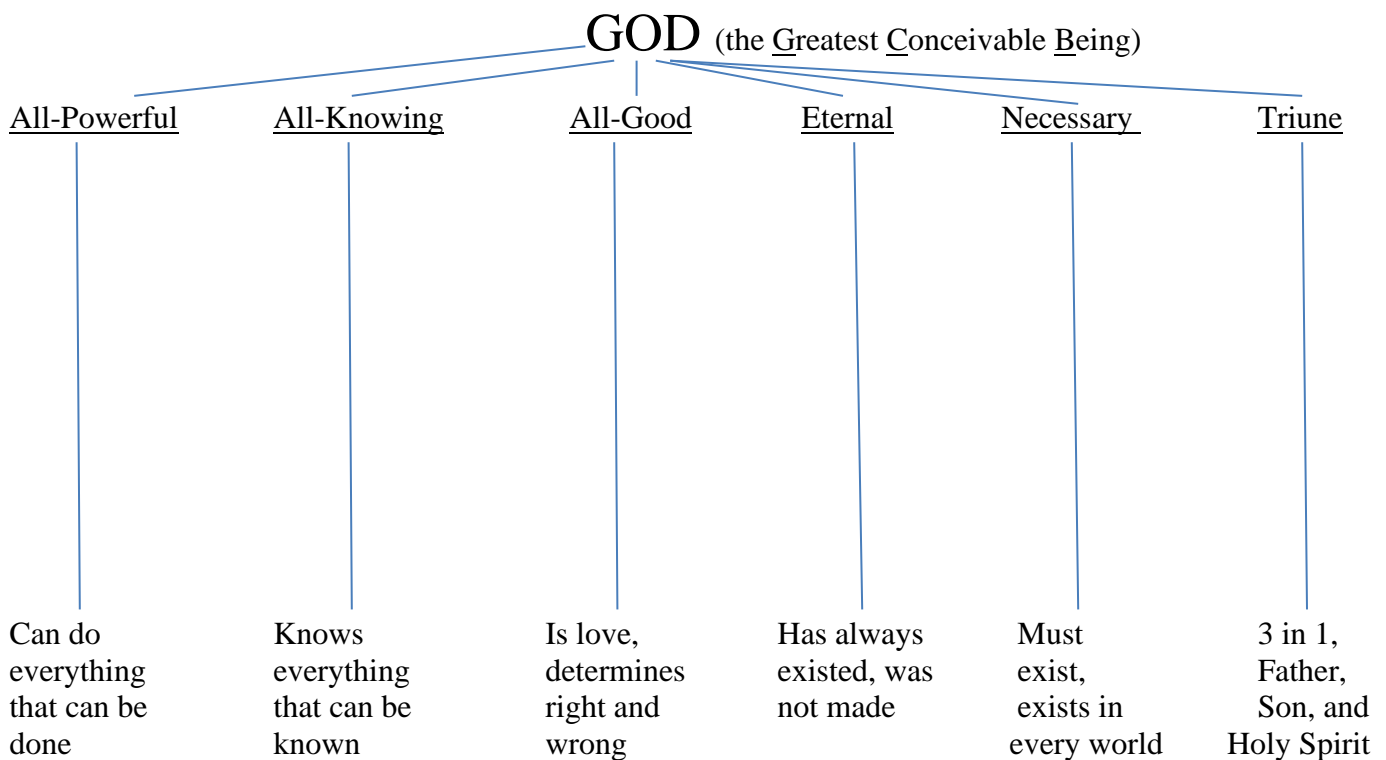 GOD (the Greatest Conceivable Being)
All-Powerful All-Knowing All-Good Eternal Necessary Triune
Can do Knows Is love, Has always Must 3 in 1,
everything everything determines existed, was exist, Father,
that can be that can be right and not made exists in Son, and
done known wrong every world Holy Spirit